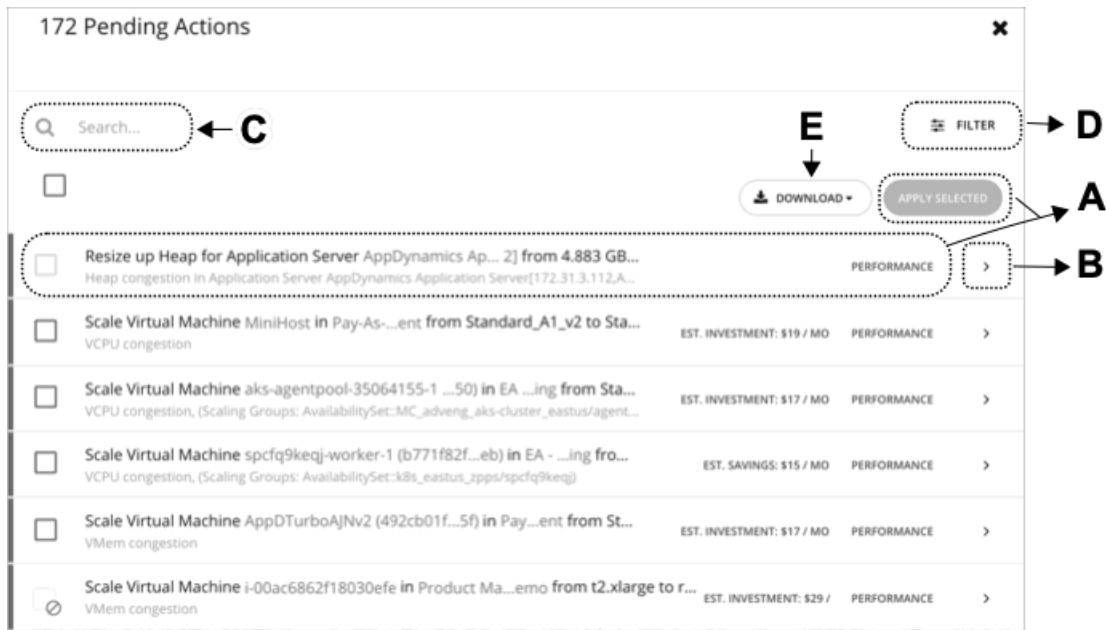 172 Pending Actions
Search...
C
FILTER
D
E
DOWNLOAD
APPLY SELECTED
A
Resize up Heap for Application Server AppDynamics Ap... 2] from 4.883 GB...
PERFORMANCE
B
Heap congestion in Application Server AppDynamics Application Server[172.31.3.112,A...
Scale Virtual Machine MiniHost in Pay-As-...ent from Standard_A1_v2 to Sta...
EST. INVESTMENT: $19 / MO PERFORMANCE
VCPU congestion
Scale Virtual Machine aks-agentpool-35064155-1 ...50) in EA ...ing from Sta...
EST. INVESTMENT: $17 / MO PERFORMANCE
VCPU congestion, (Scaling Groups: AvailabilitySet::MC_adveng_aks-cluster_eastus/agent...
Scale Virtual Machine spcfq9keqj-worker-1 (b771f82f...eb) in EA - ...ing fro...
EST. SAVINGS: $15 / MO PERFORMANCE
VCPU congestion, (Scaling Groups: AvailabilitySet::k8s_eastus_zpps/spcfq9keqj)
Scale Virtual Machine AppDTurboAJNv2 (492cb01f...5f) in Pay...ent from St...
EST. INVESTMENT: $17 / MO PERFORMANCE
VMem congestion
Scale Virtual Machine i-00ac6862f18030efe in Product Ma...emo from t2.xlarge to r...
EST. INVESTMENT: $29 / PERFORMANCE
VMem congestion